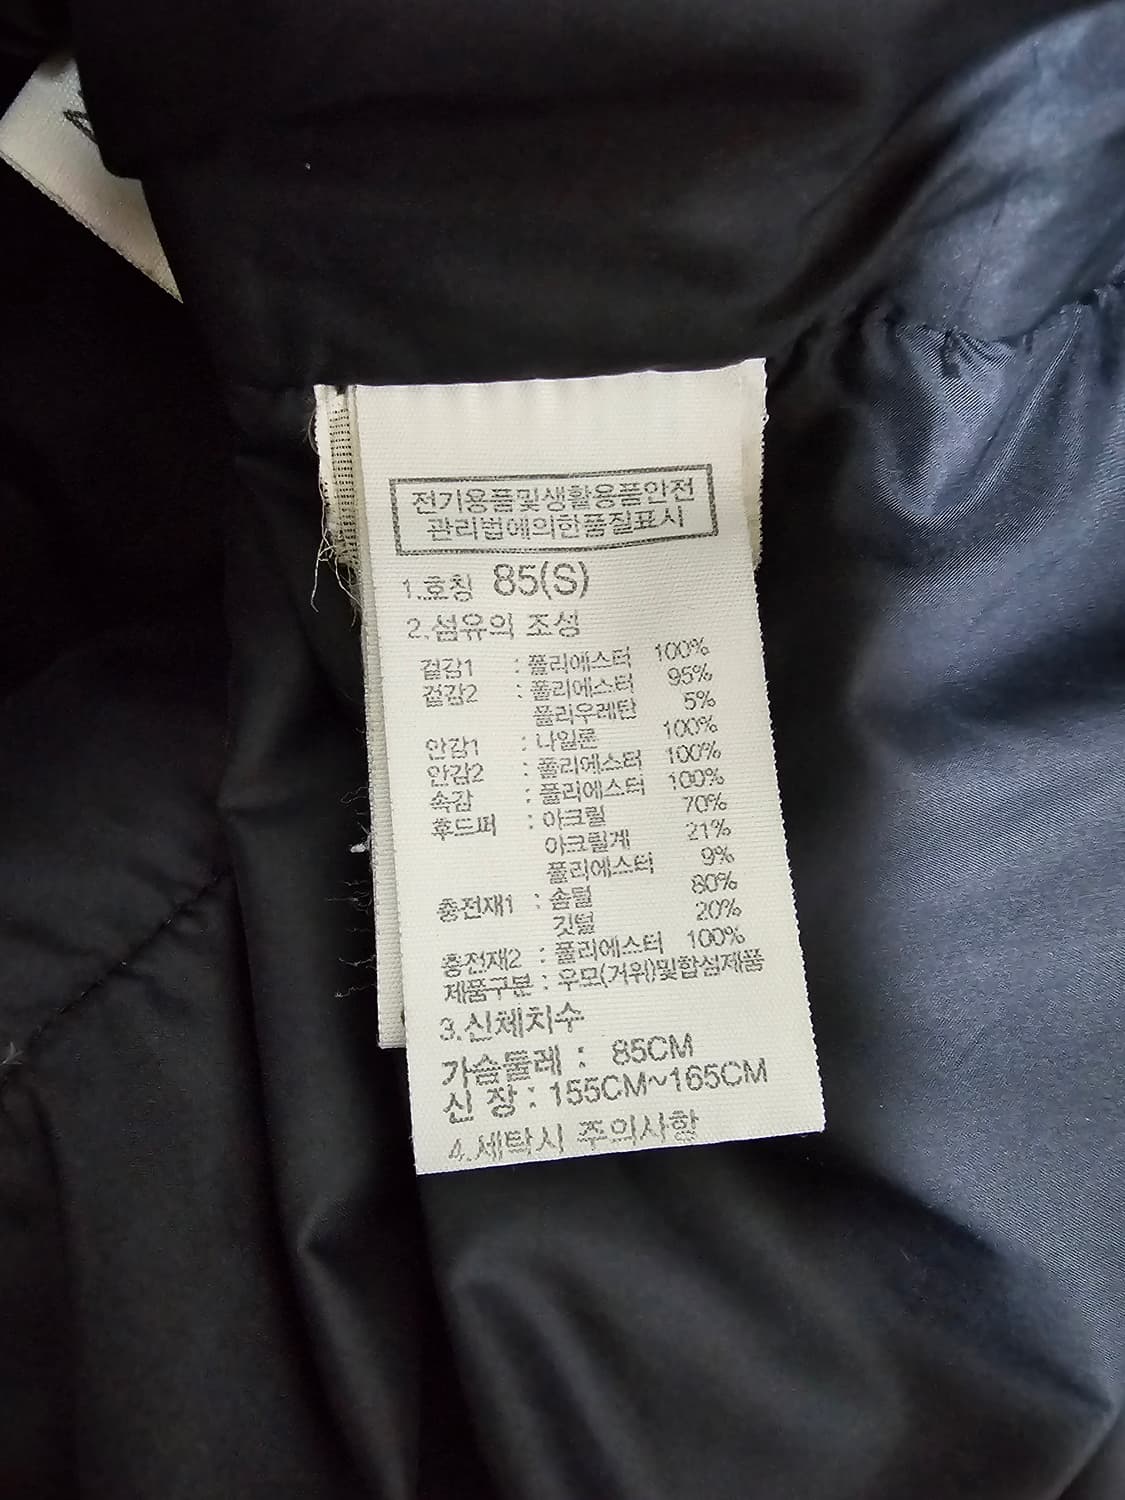 전기용품및생활용품안전
관리법에의한품질표시
1.호칭 85(S)
2.섬유의 조성
겉감1 : 폴리에스터 100%
겉감2 : 폴리에스터 95%
폴리우레탄 5%
안감1 : 나일론 100%
안감2 : 폴리에스터 100%
속감 : 폴리에스터 100%
후드퍼 : 아크릴 70%
아크릴계 21%
폴리에스터 9%
충전재1 : 솜털 80%
깃털 20%
충전재2 : 폴리에스터 100%
제품구분 : 우모(거위)및합성제품
3.신체치수
가슴둘레 : 85CM
신 장 : 155CM~165CM
4.세탁시 주의사항